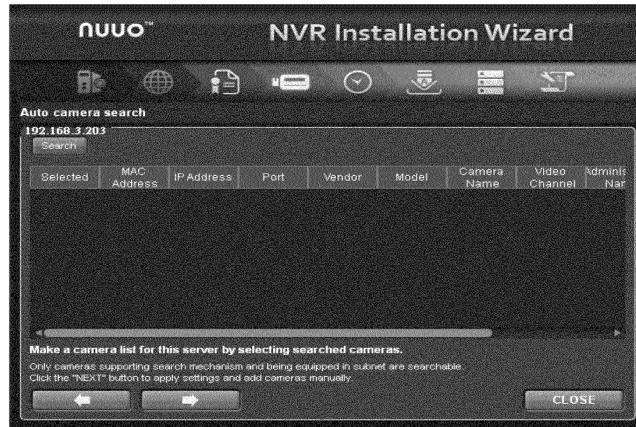 nuuo™
NVR Installation Wizard
Auto camera search
192.168.3.203
Search
Selected
MAC Address
IP Address
Port
Vendor
Model
Camera Name
Video Channel
Adminis
Nar
Make a camera list for this server by selecting searched cameras.
Only cameras supporting search mechanism and being equipped in subnet are searchable
Click the "NEXT" button to apply settings and add cameras manually.
CLOSE